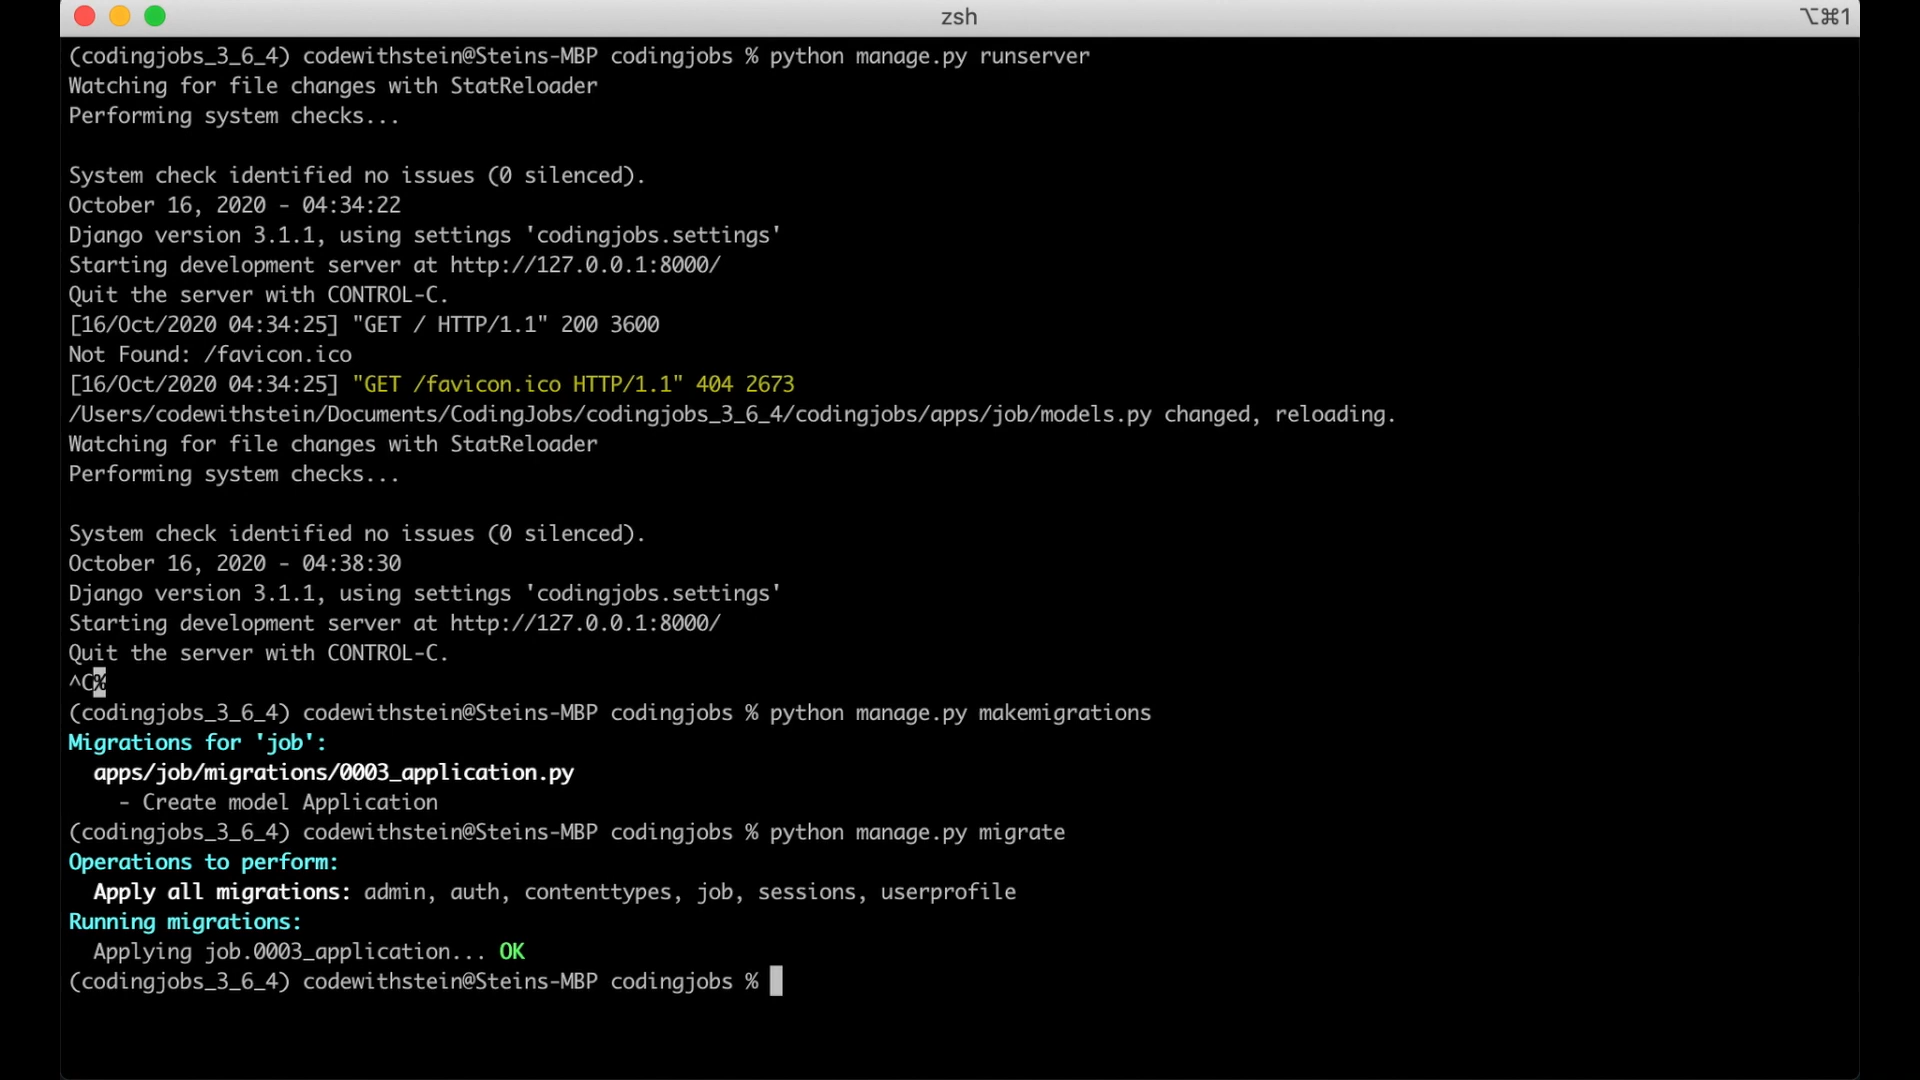 zsh
⌥⌘1
(codingjobs_3_6_4) codewithstein@Steins-MBP codingjobs % python manage.py runserver
Watching for file changes with StatReloader
Performing system checks...

System check identified no issues (0 silenced).
October 16, 2020 - 04:34:22
Django version 3.1.1, using settings 'codingjobs.settings'
Starting development server at http://127.0.0.1:8000/
Quit the server with CONTROL-C.
[16/Oct/2020 04:34:25] "GET / HTTP/1.1" 200 3600
Not Found: /favicon.ico
[16/Oct/2020 04:34:25] "GET /favicon.ico HTTP/1.1" 404 2673
/Users/codewithstein/Documents/CodingJobs/codingjobs_3_6_4/codingjobs/apps/job/models.py changed, reloading.
Watching for file changes with StatReloader
Performing system checks...

System check identified no issues (0 silenced).
October 16, 2020 - 04:38:30
Django version 3.1.1, using settings 'codingjobs.settings'
Starting development server at http://127.0.0.1:8000/
Quit the server with CONTROL-C.
^C%
(codingjobs_3_6_4) codewithstein@Steins-MBP codingjobs % python manage.py makemigrations
Migrations for 'job':
  apps/job/migrations/0003_application.py
    - Create model Application
(codingjobs_3_6_4) codewithstein@Steins-MBP codingjobs % python manage.py migrate
Operations to perform:
  Apply all migrations: admin, auth, contenttypes, job, sessions, userprofile
Running migrations:
  Applying job.0003_application... OK
(codingjobs_3_6_4) codewithstein@Steins-MBP codingjobs %